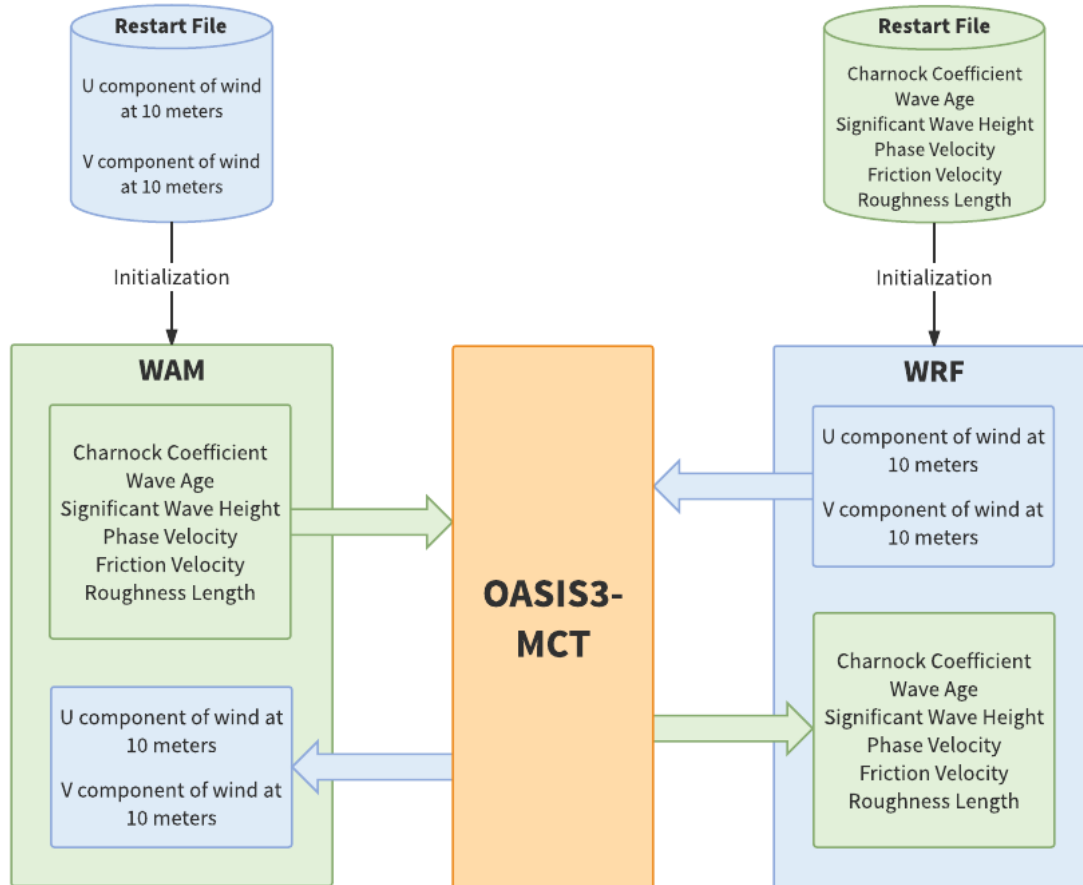 Restart File
U component of wind
at 10 meters
V component of wind
at 10 meters
Initialization
Restart File
Charnock Coefficient
Wave Age
Significant Wave Height
Phase Velocity
Friction Velocity
Roughness Length
Initialization
WAM
Charnock Coefficient
Wave Age
Significant Wave Height
Phase Velocity
Friction Velocity
Roughness Length
U component of wind at
10 meters
V component of wind at
10 meters
OASIS3-
MCT
WRF
U component of wind at
10 meters
V component of wind at
10 meters
Charnock Coefficient
Wave Age
Significant Wave Height
Phase Velocity
Friction Velocity
Roughness Length